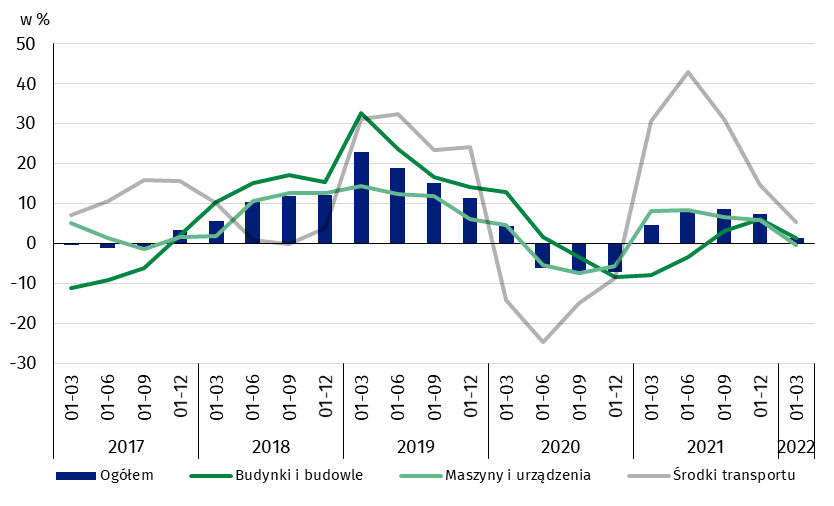 w %
50
40
30
20
10
0
-10
-20
-30
01-03 01-06 01-09 01-12 01-03 01-06 01-09 01-12 01-03 01-06 01-09 01-12 01-03 01-06 01-09 01-12 01-03 01-06 01-09 01-12 01-03
2017 2018 2019 2020 2021 2022
Ogółem Budynki i budowle Maszyny i urządzenia Środki transportu